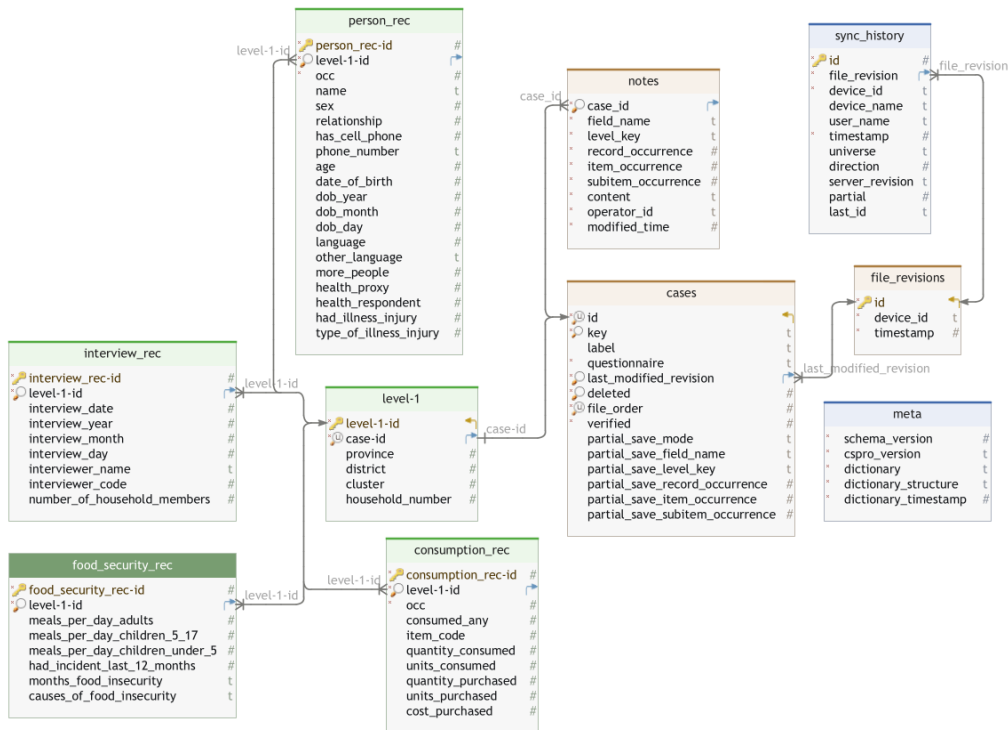 person_rec
person_rec-id #
level-1-id
occ #
name t
sex #
relationship #
has_cell_phone #
phone_number t
age #
date_of_birth #
dob_year #
dob_month #
dob_day #
language #
other_language t
more_people #
health_proxy #
health_respondent #
had_illness_injury #
type_of_illness_injury #
level-1-id
sync_history
id #
file_revision
device_id t
device_name t
user_name t
timestamp #
universe t
direction #
server_revision t
partial #
last_id t
file_revision
notes
case_id
field_name t
level_key t
record_occurrence #
item_occurrence #
subitem_occurrence #
content t
operator_id t
modified_time #
case_id
file_revisions
id
device_id t
timestamp #
cases
id
key t
label t
questionnaire t
last_modified_revision
deleted #
file_order #
verified #
partial_save_mode t
partial_save_field_name t
partial_save_level_key t
partial_save_record_occurrence #
partial_save_item_occurrence #
partial_save_subitem_occurrence #
last_modified_revision
interview_rec
interview_rec-id #
level-1-id
interview_date #
interview_year #
interview_month #
interview_day #
interviewer_name t
interviewer_code #
number_of_household_members #
level-1-id
level-1
level-1-id
case-id
province #
district #
cluster #
household_number #
case-id
meta
schema_version #
cspro_version t
dictionary t
dictionary_structure t
dictionary_timestamp #
food_security_rec
food_security_rec-id #
level-1-id
meals_per_day_adults #
meals_per_day_children_5_17 #
meals_per_day_children_under_5 #
had_incident_last_12_months #
months_food_insecurity t
causes_of_food_insecurity t
level-1-id
consumption_rec
consumption_rec-id #
level-1-id
occ #
consumed_any #
item_code #
quantity_consumed #
units_consumed #
quantity_purchased #
units_purchased #
cost_purchased #
level-1-id